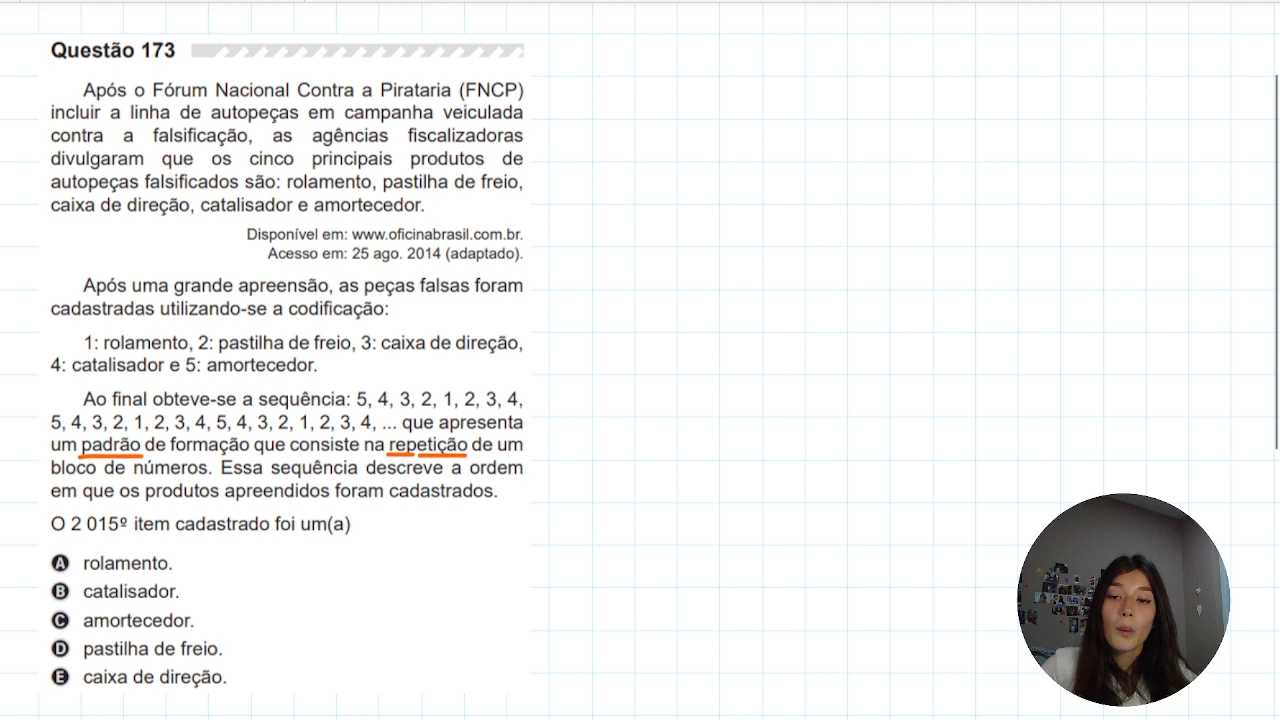 Questão 173
Após o Fórum Nacional Contra a Pirataria (FNCP)
incluir a linha de autopeças em campanha veiculada
contra a falsificação, as agências fiscalizadoras
divulgaram que os cinco principais produtos de
autopeças falsificados são: rolamento, pastilha de freio,
caixa de direção, catalisador e amortecedor.
Disponível em: www.oficinabrasil.com.br.
Acesso em: 25 ago. 2014 (adaptado).
Após uma grande apreensão, as peças falsas foram
cadastradas utilizando-se a codificação:
1: rolamento, 2: pastilha de freio, 3: caixa de direção,
4: catalisador e 5: amortecedor.
Ao final obteve-se a sequência: 5, 4, 3, 2, 1, 2, 3, 4,
5, 4, 3, 2, 1, 2, 3, 4, 5, 4, 3, 2, 1, 2, 3, 4, ... que apresenta
um padrão de formação que consiste na repetição de um
bloco de números. Essa sequência descreve a ordem
em que os produtos apreendidos foram cadastrados.
O 2 015º item cadastrado foi um(a)
A rolamento.
B catalisador.
C amortecedor.
D pastilha de freio.
E caixa de direção.